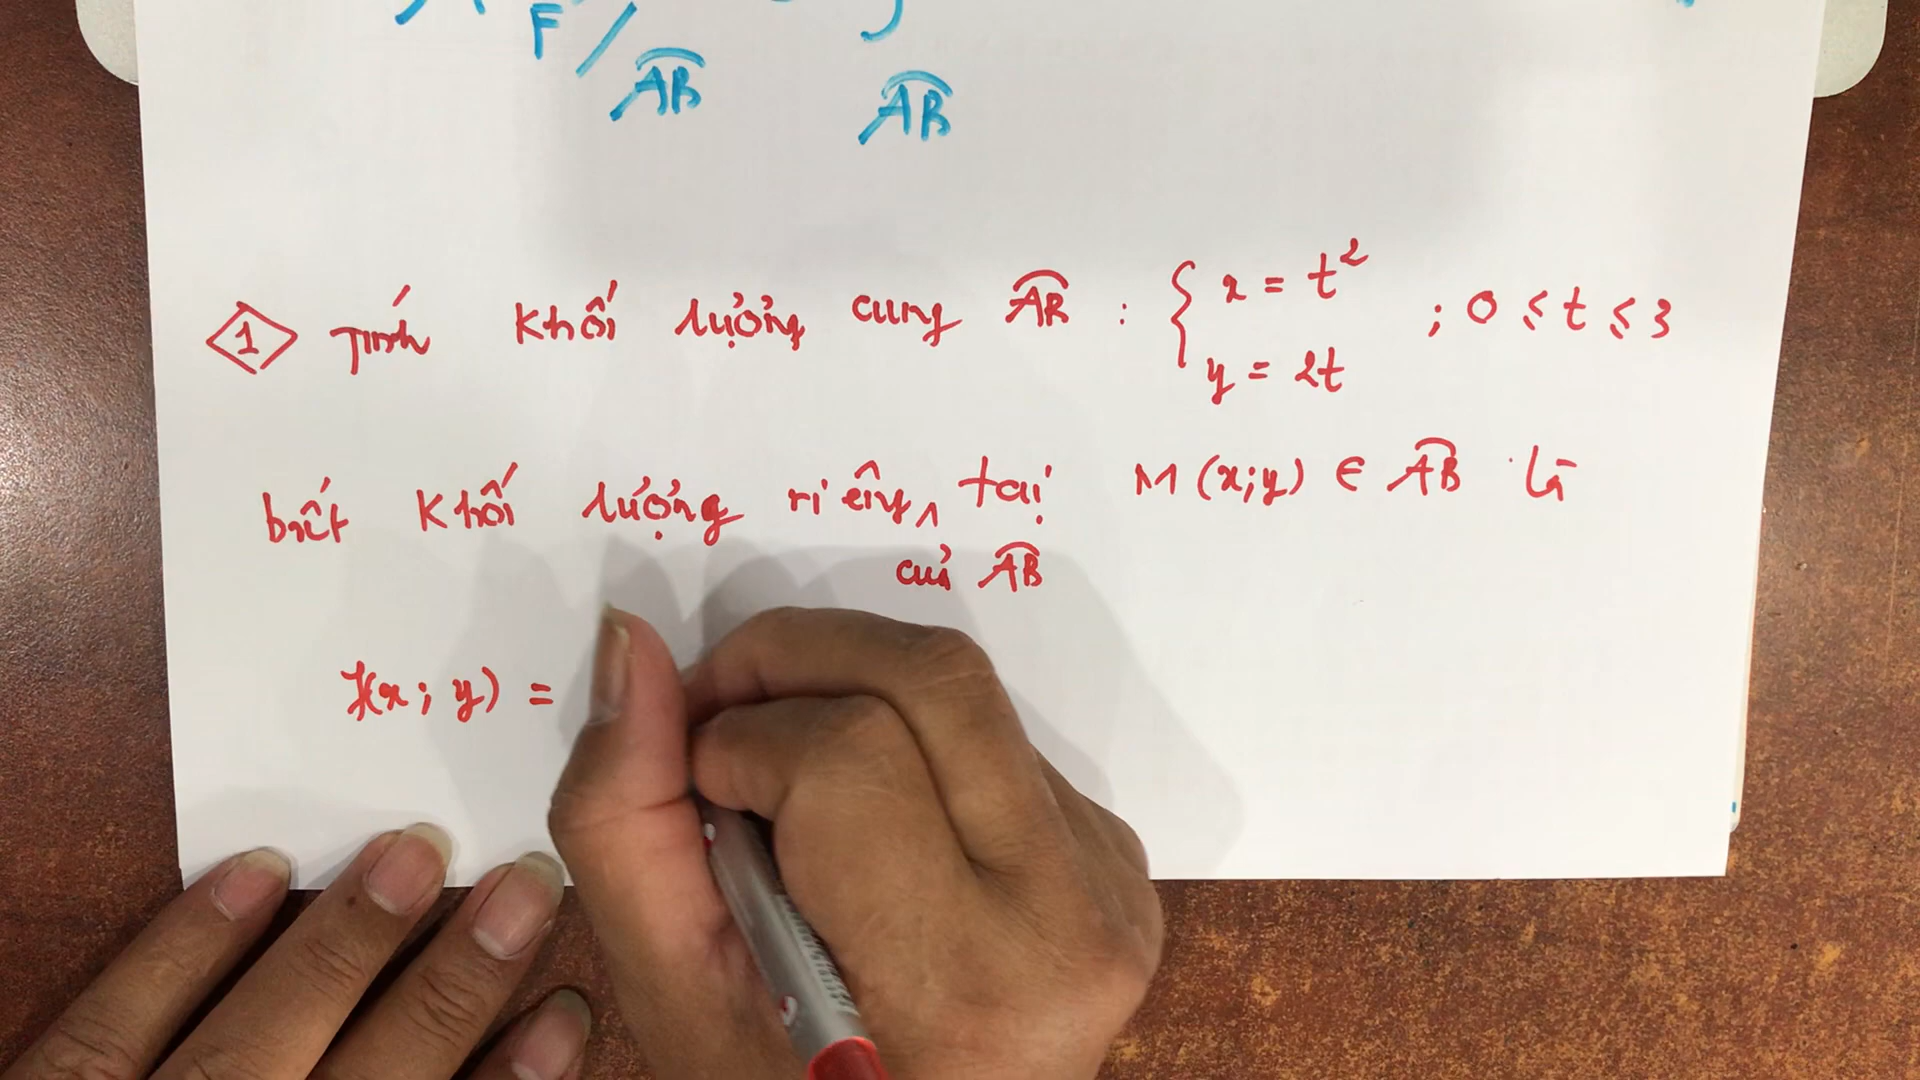 F / AB AB
1 Tính khối lượng cung AB : { x = t²
y = 2t ; 0 ≤ t ≤ 3
biết khối lượng riêng ^ tại M (x;y) ∈ AB là
của AB
f(x; y) =